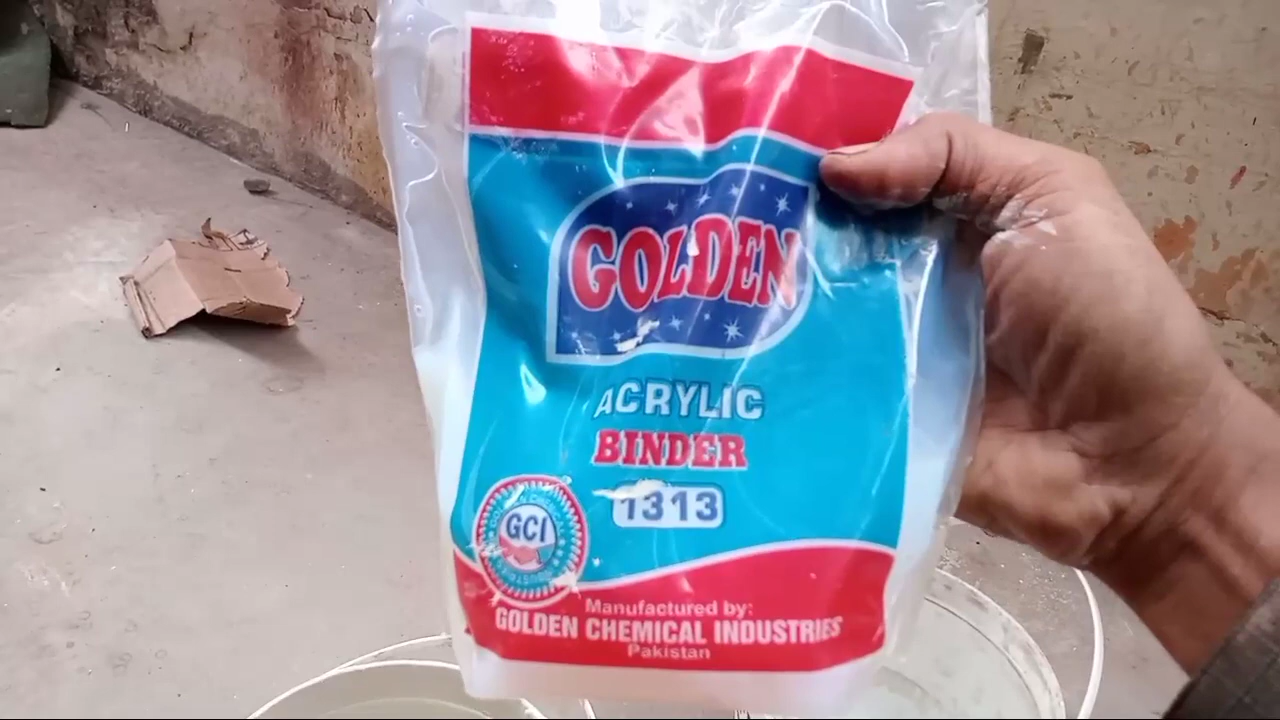 GOLDEN
ACRYLIC
BINDER
1313
GCI
Manufactured by:
GOLDEN CHEMICAL INDUSTRIES
Pakistan